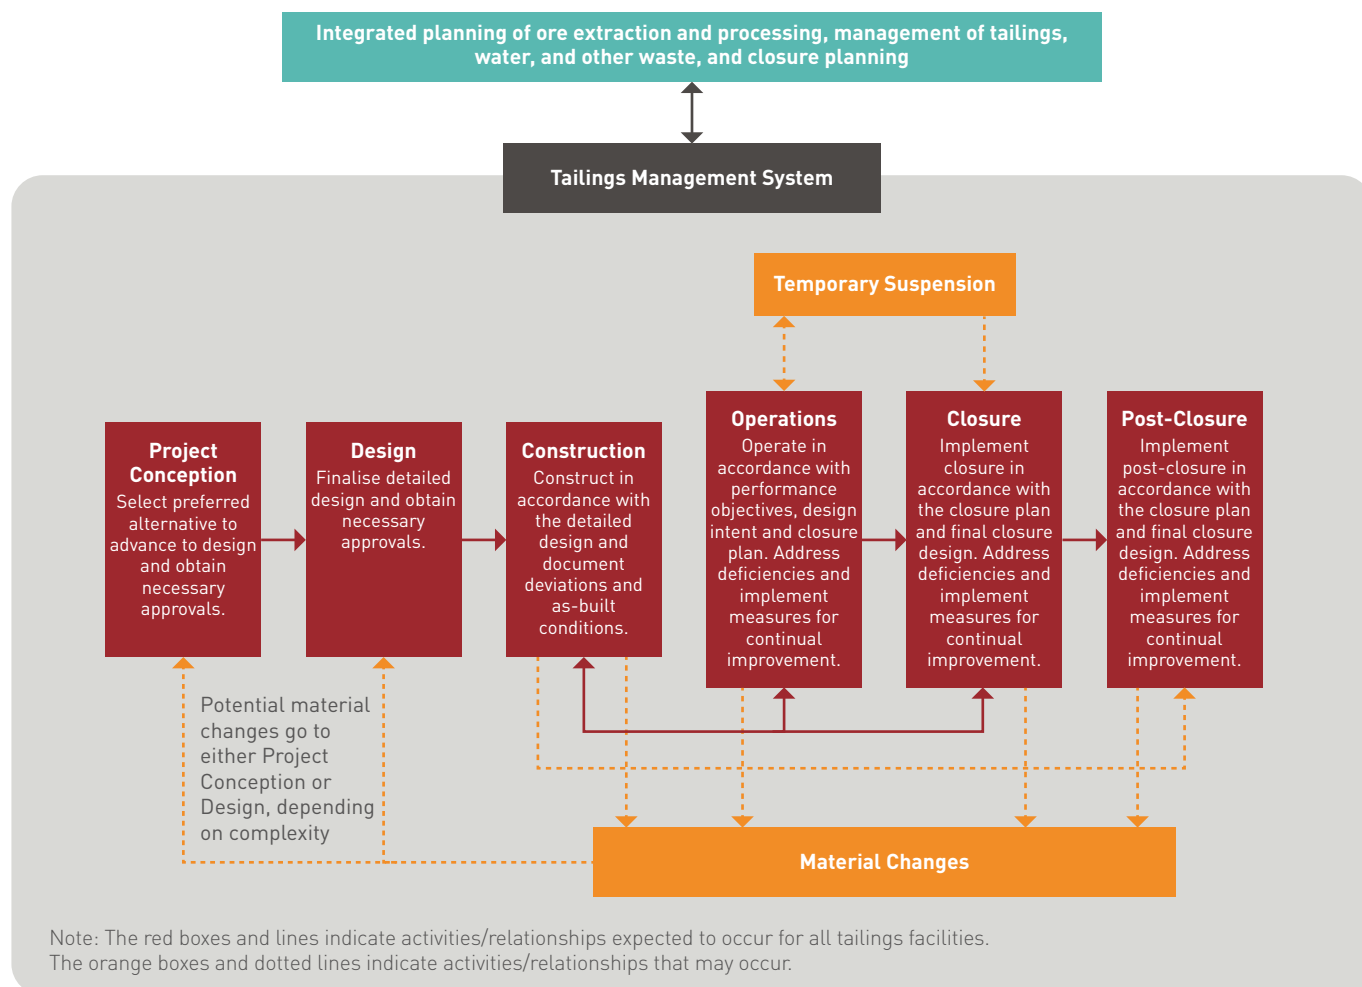 Integrated planning of ore extraction and processing, management of tailings,
water, and other waste, and closure planning
Tailings Management System
Temporary Suspension
Project
Conception
Select preferred
alternative to
advance to design
and obtain
necessary
approvals.
Design
Finalise detailed
design and obtain
necessary
approvals.
Construction
Construct in
accordance with
the detailed
design and
document
deviations and
as-built
conditions.
Operations
Operate in
accordance with
performance
objectives, design
intent and closure
plan. Address
deficiencies and
implement
measures for
continual
improvement.
Closure
Implement
closure in
accordance with
the closure plan
and final closure
design. Address
deficiencies and
implement
measures for
continual
improvement.
Post-Closure
Implement
post-closure in
accordance with
the closure plan
and final closure
design. Address
deficiencies and
implement
measures for
continual
improvement.
Potential material
changes go to
either Project
Conception or
Design, depending
on complexity
Material Changes
Note: The red boxes and lines indicate activities/relationships expected to occur for all tailings facilities.
The orange boxes and dotted lines indicate activities/relationships that may occur.